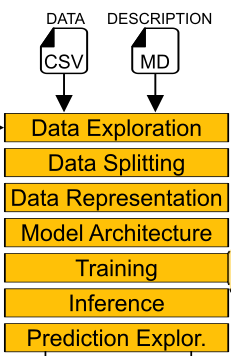 DATA DESCRIPTION
CSV MD
Data Exploration
Data Splitting
Data Representation
Model Architecture
Training
Inference
Prediction Explor.